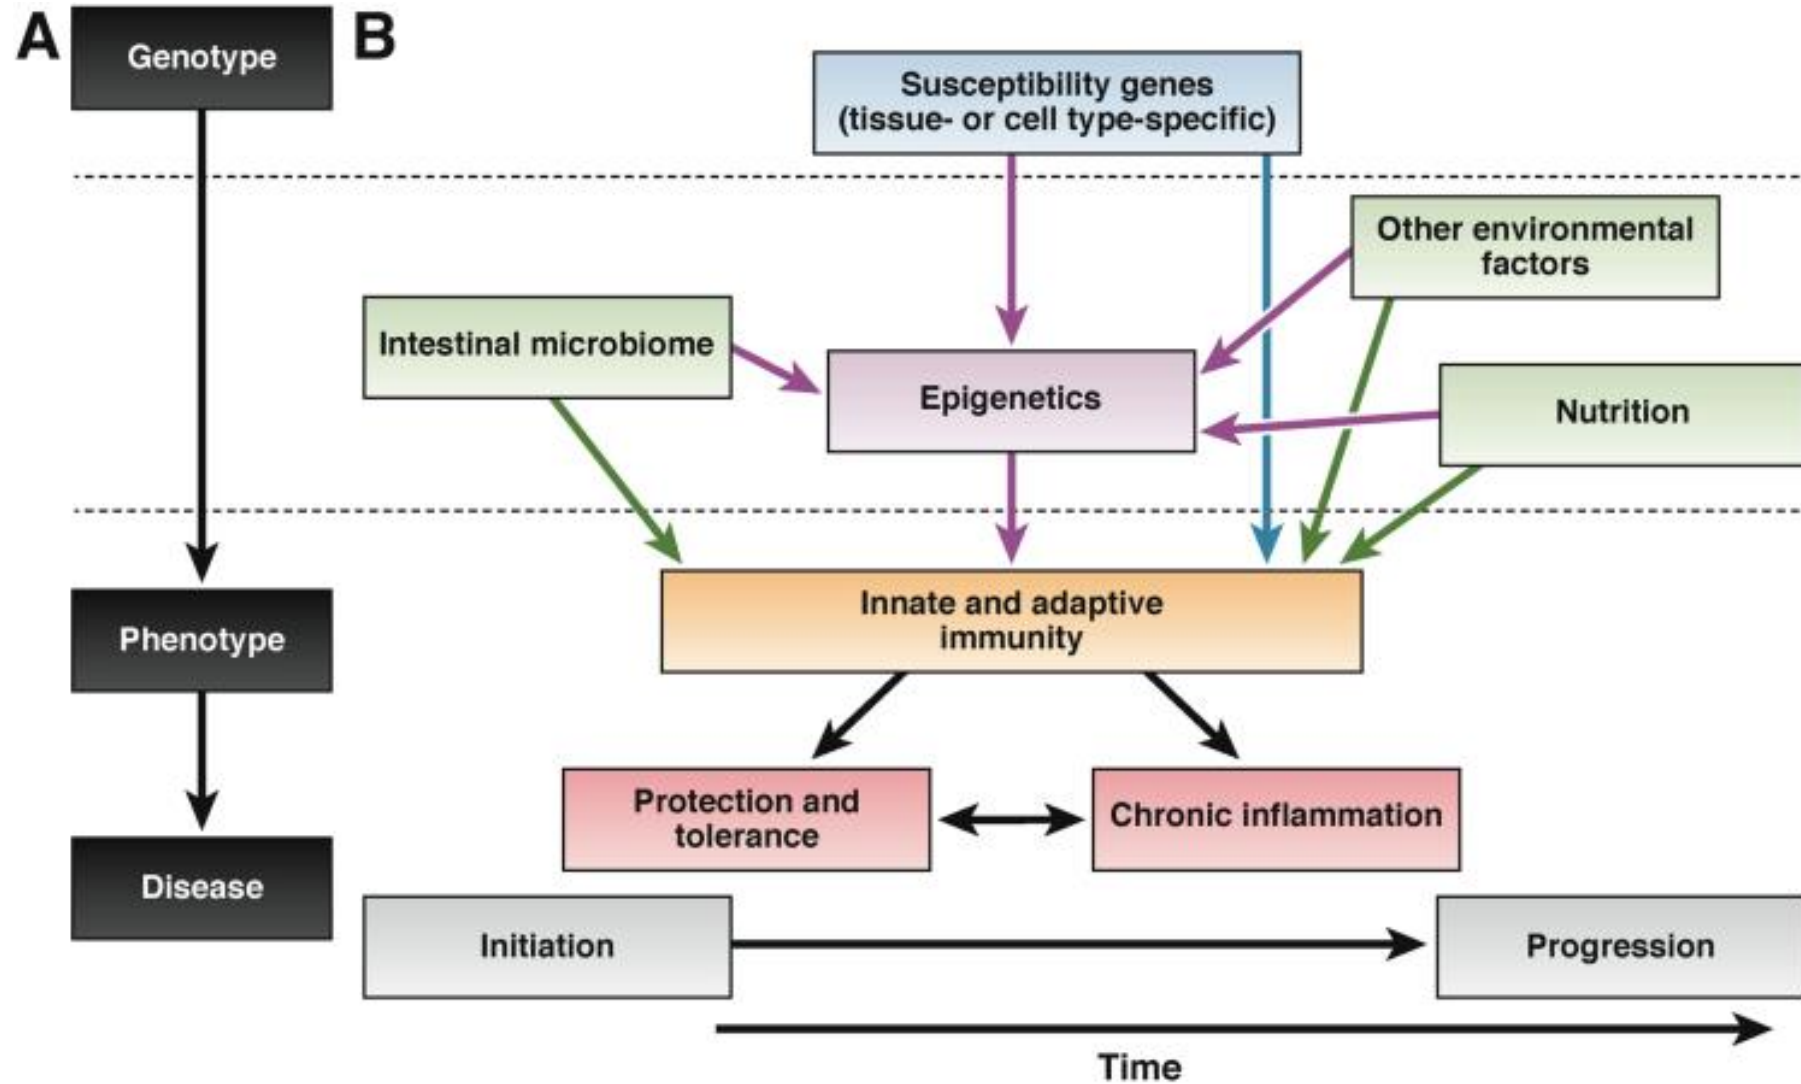 A
Genotype
Phenotype
Disease
B
Susceptibility genes
(tissue- or cell type-specific)
Other environmental
factors
Intestinal microbiome
Epigenetics
Nutrition
Innate and adaptive
immunity
Protection and
tolerance
Chronic inflammation
Initiation
Progression
Time